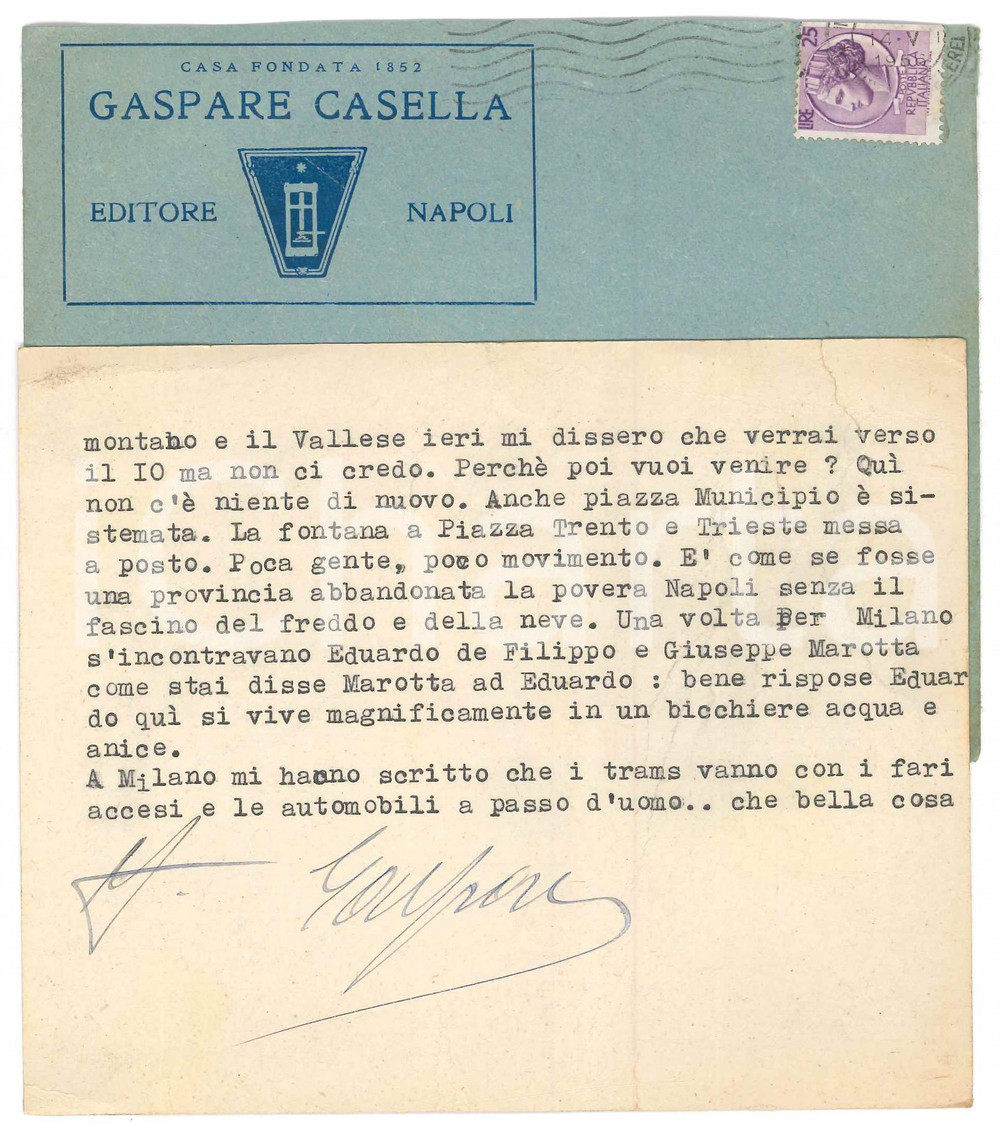 CASA FONDATA 1852
GASPARE CASELLA
EDITORE NAPOLI
LIRE 25
POSTE
REPVBBLICA
ITALIANA
14·V
montano e il Vallese ieri mi dissero che verrai verso
il IO ma non ci credo. Perchè poi vuoi venire ? Quì
non c'è niente di nuovo. Anche piazza Municipio è si-
stemata. La fontana a Piazza Trento e Trieste messa
a posto. Poca gente, poco movimento. E' come se fosse
una provincia abbandonata la povera Napoli senza il
fascino del freddo e della neve. Una volta per Milano
s'incontravano Eduardo de Filippo e Giuseppe Marotta
come stai disse Marotta ad Eduardo : bene rispose Eduar
do quì si vive magnificamente in un bicchiere acqua e
anice.
A Milano mi hanno scritto che i trams vanno con i fari
accesi e le automobili a passo d'uomo.. che bella cosa
Gaspare